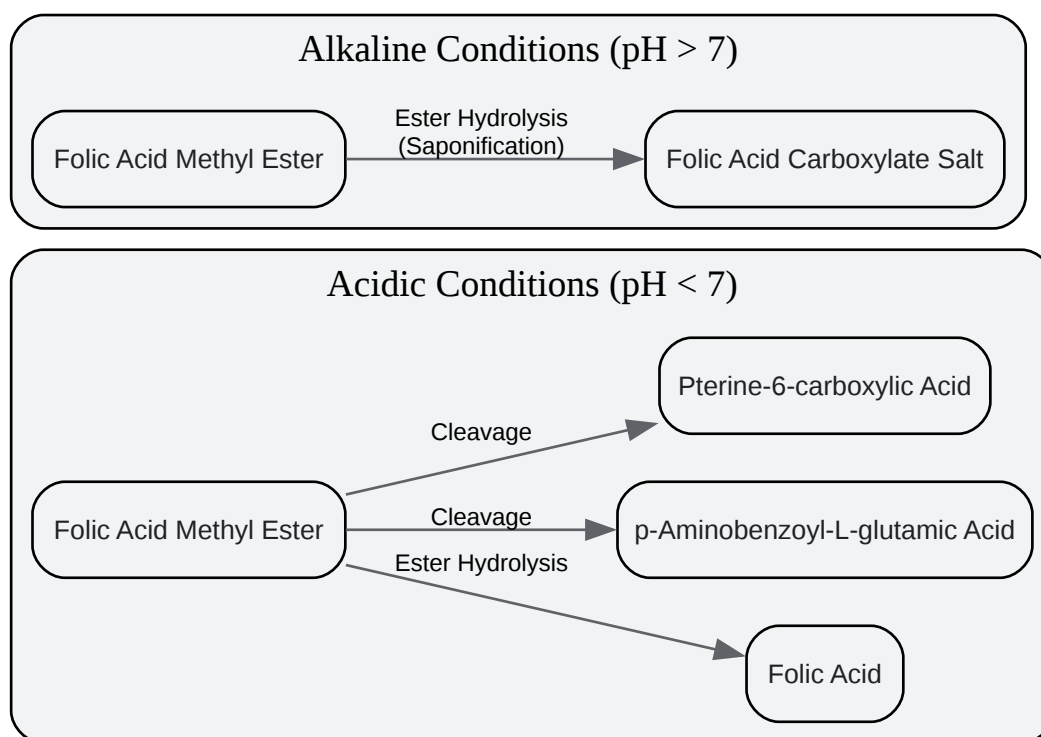 Alkaline Conditions (pH > 7)
Folic Acid Methyl Ester
Ester Hydrolysis
(Saponification)
Folic Acid Carboxylate Salt
Acidic Conditions (pH < 7)
Pterine-6-carboxylic Acid
Cleavage
Folic Acid Methyl Ester
Cleavage
p-Aminobenzoyl-L-glutamic Acid
Ester Hydrolysis
Folic Acid